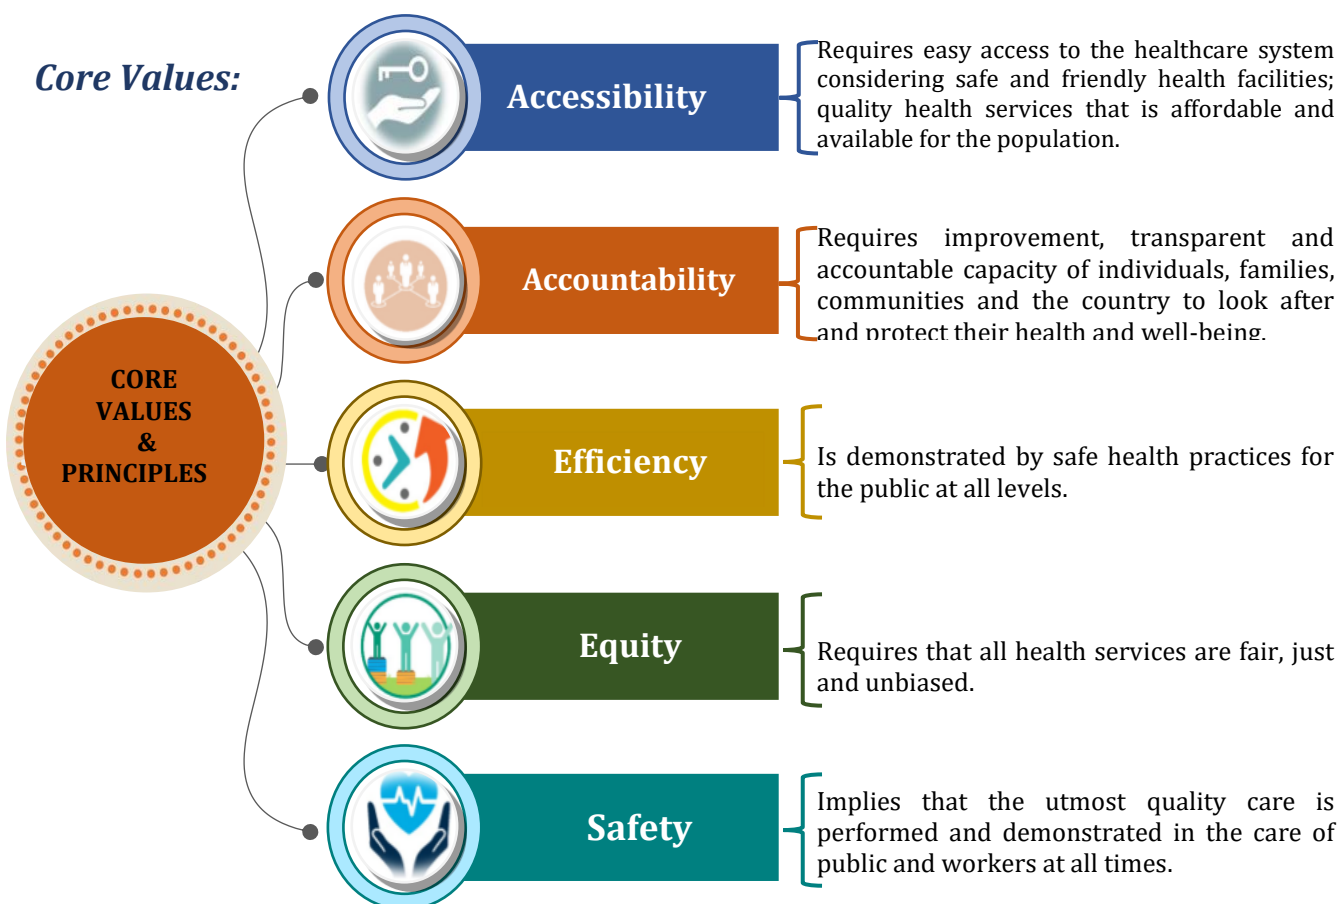 Core Values:
CORE
VALUES
&
PRINCIPLES
Accessibility
Requires easy access to the healthcare system
considering safe and friendly health facilities;
quality health services that is affordable and
available for the population.
Accountability
Requires improvement, transparent and
accountable capacity of individuals, families,
communities and the country to look after
and protect their health and well-being.
Efficiency
Is demonstrated by safe health practices for
the public at all levels.
Equity
Requires that all health services are fair, just
and unbiased.
Safety
Implies that the utmost quality care is
performed and demonstrated in the care of
public and workers at all times.